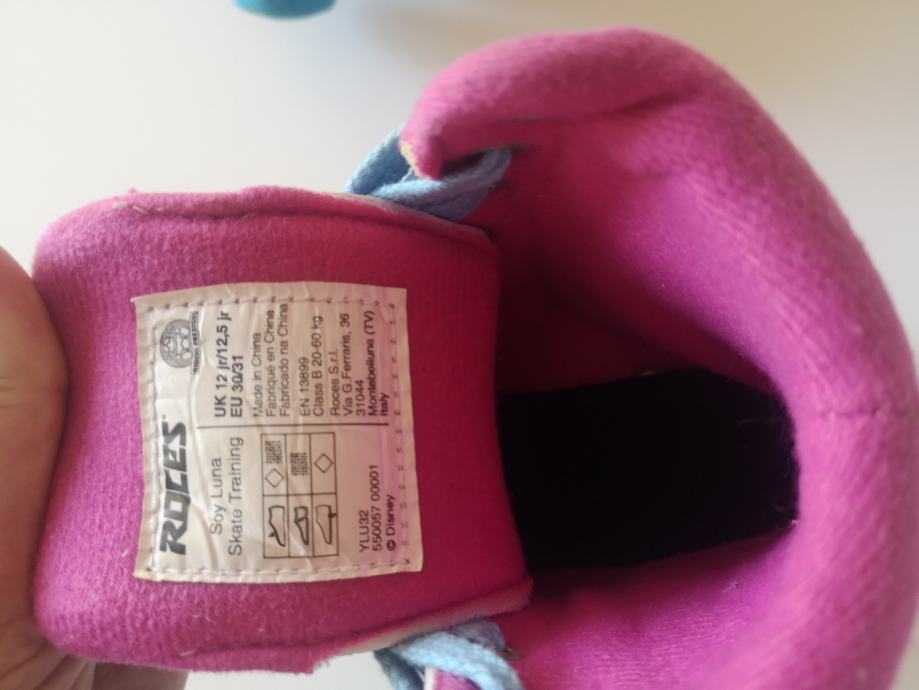 ROCES
Soy Luna
Skate Training
YLU32
550057 00001
© Disney
UK 12 jr/12,5 jr
EU 30/31
Made in China
Fabriqué en China
Fabricado na China
EN 13899
Class B 20-60 kg
Roces S.r.l.
Via G.Ferraris, 36
31044
Montebelluna (TV)
Italy